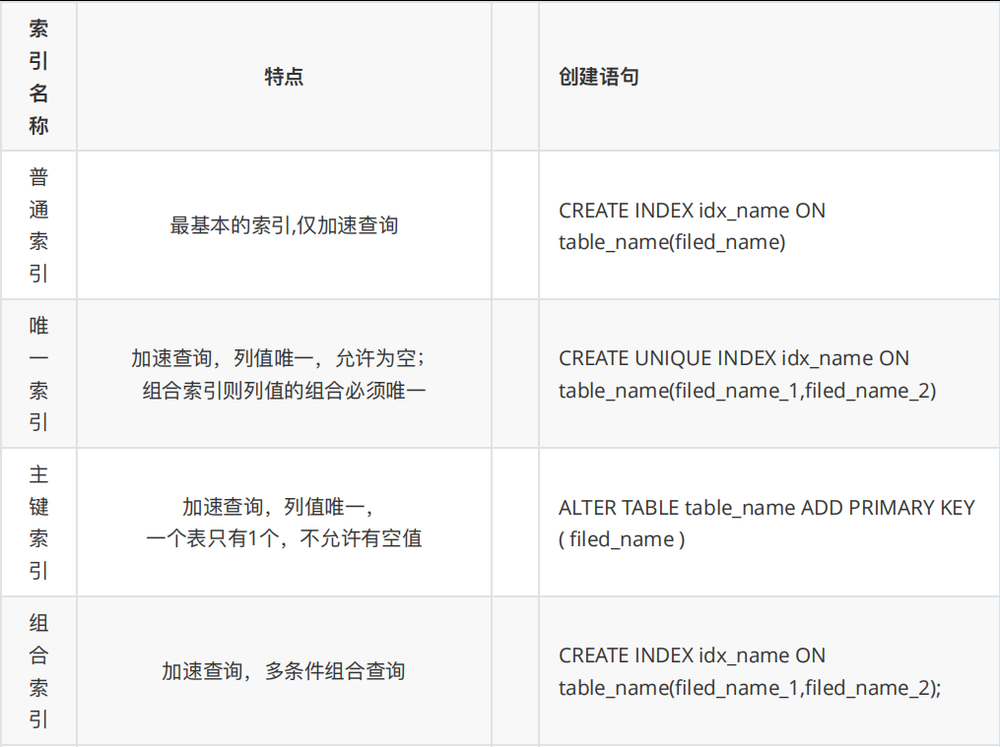 索
引
名
称
特点
创建语句
普
通
索
引
最基本的索引,仅加速查询
CREATE INDEX idx_name ON
table_name(filed_name)
唯
一
索
引
加速查询，列值唯一，允许为空；
组合索引则列值的组合必须唯一
CREATE UNIQUE INDEX idx_name ON
table_name(filed_name_1,filed_name_2)
主
键
索
引
加速查询，列值唯一，
一个表只有1个，不允许有空值
ALTER TABLE table_name ADD PRIMARY KEY
( filed_name )
组
合
索
引
加速查询，多条件组合查询
CREATE INDEX idx_name ON
table_name(filed_name_1,filed_name_2);